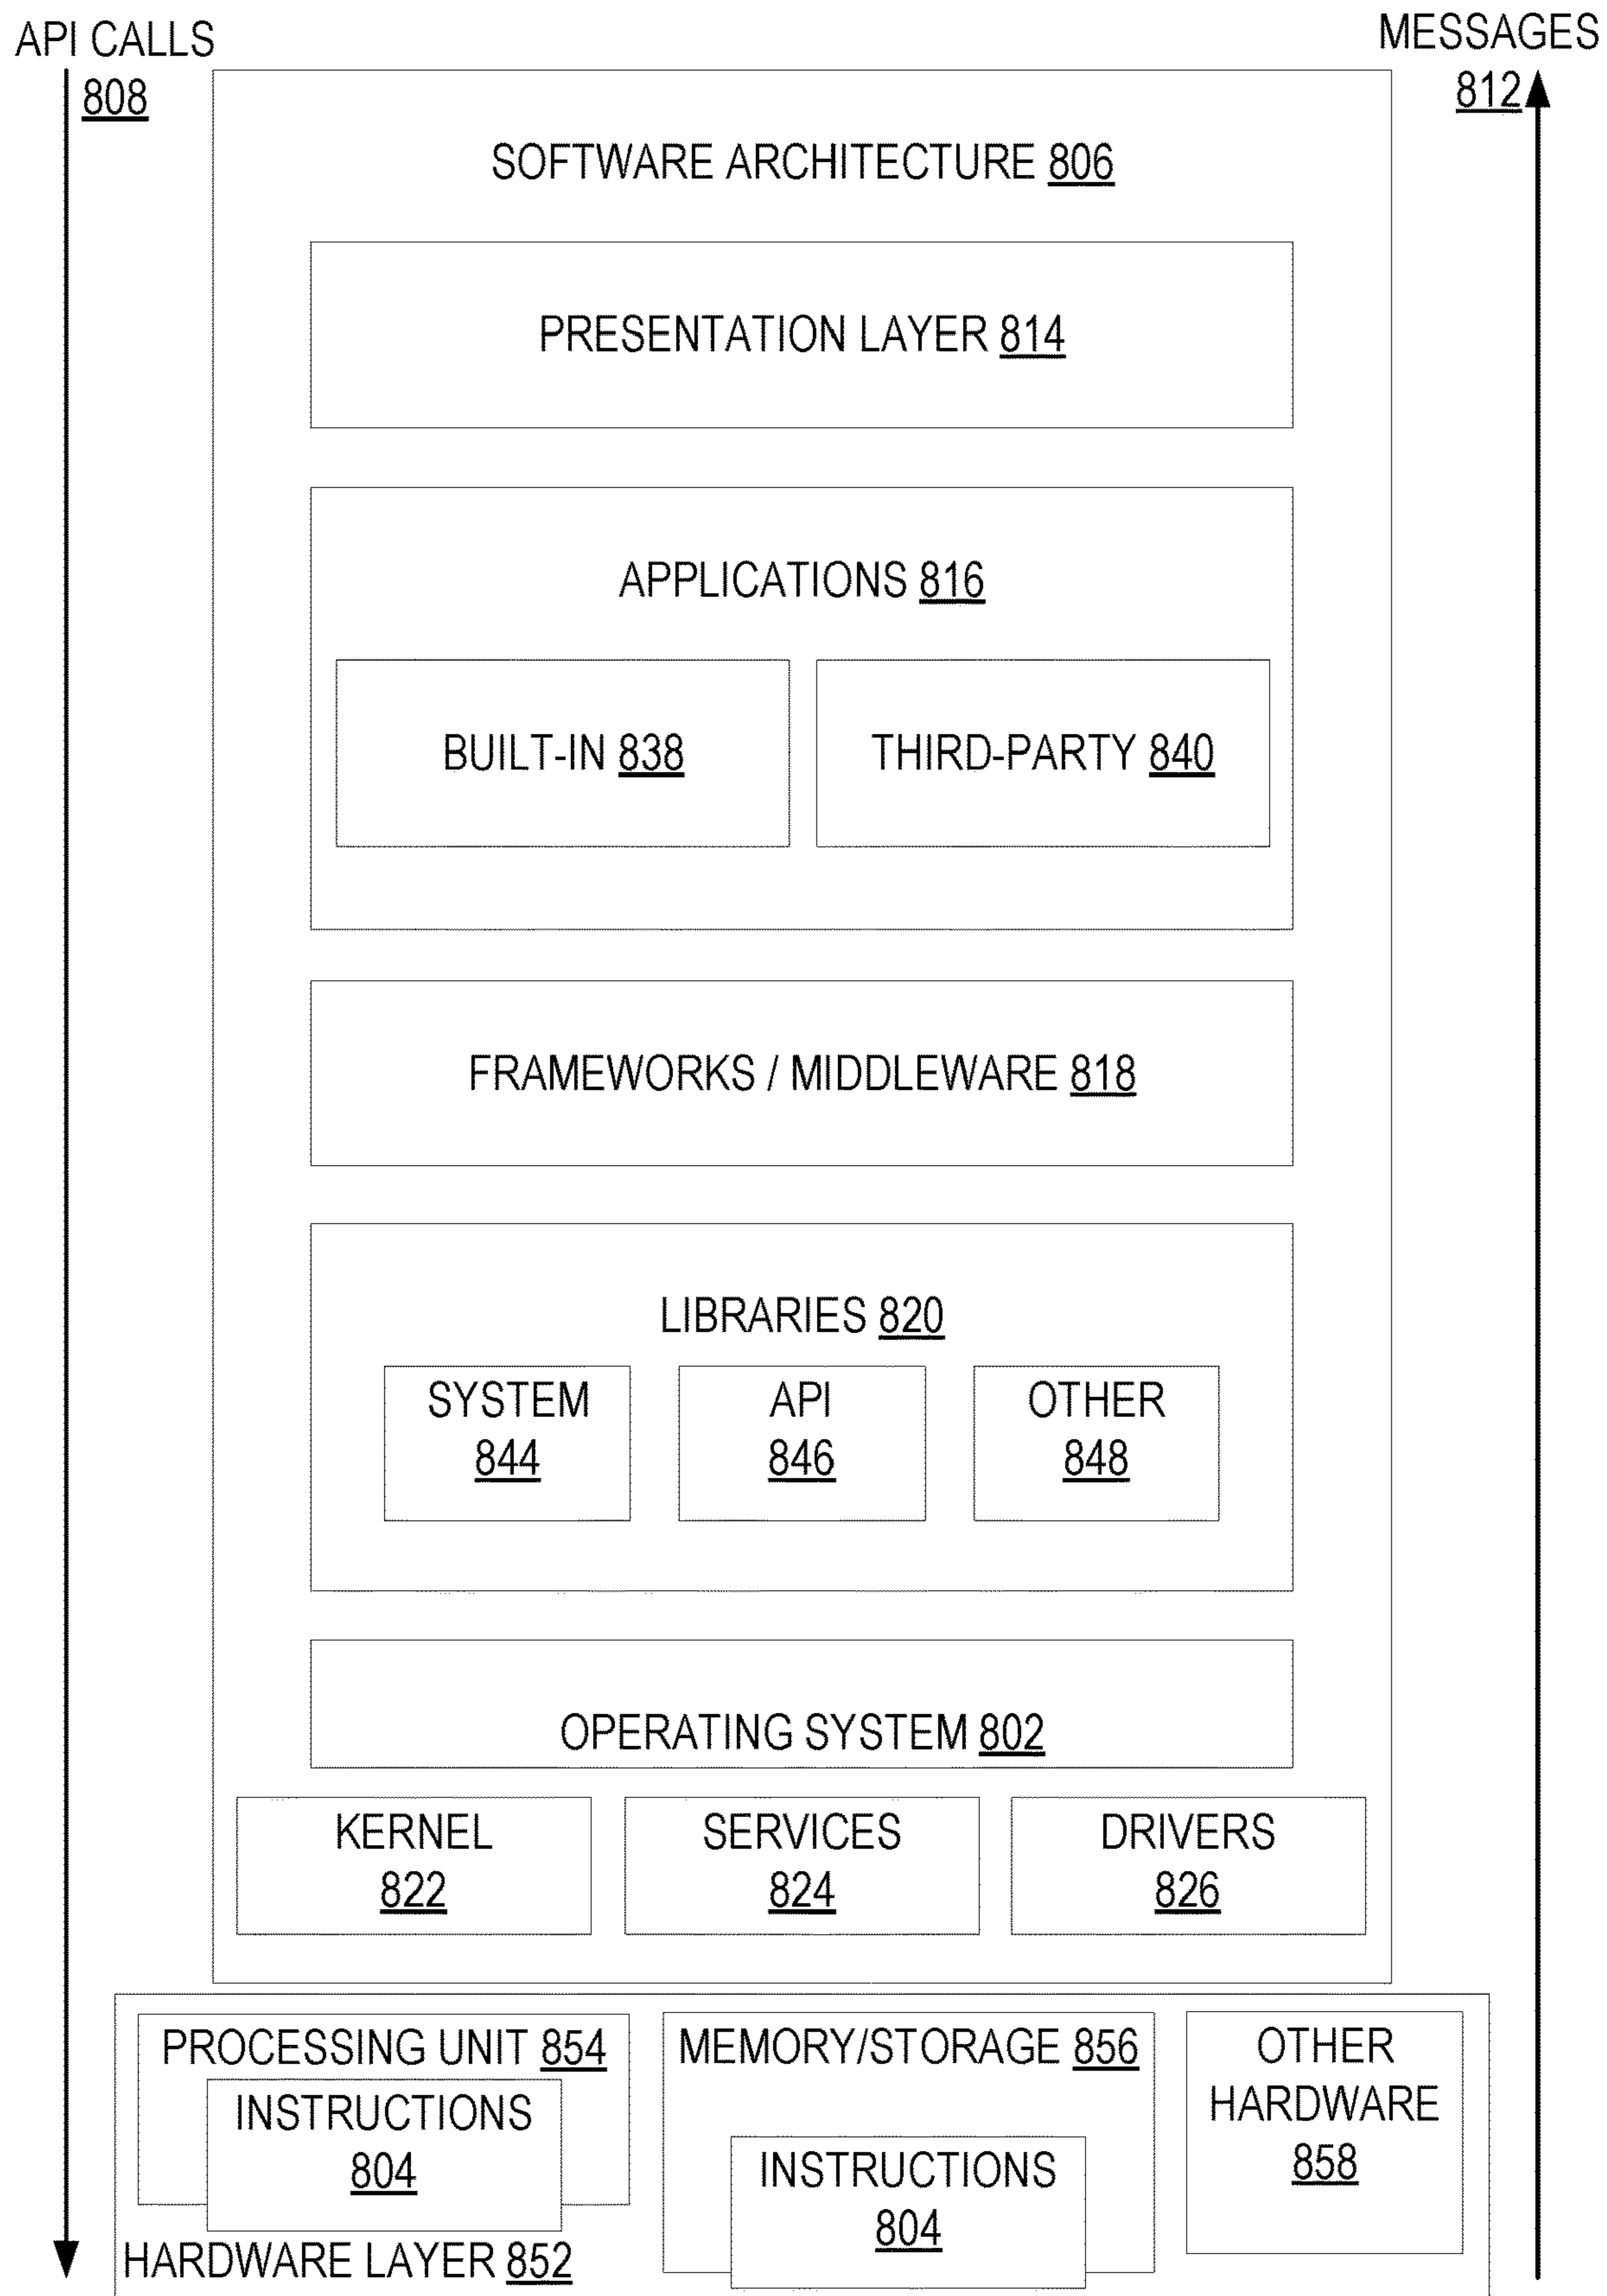 API CALLS
808
MESSAGES
812
SOFTWARE ARCHITECTURE 806
PRESENTATION LAYER 814
APPLICATIONS 816
BUILT-IN 838
THIRD-PARTY 840
FRAMEWORKS / MIDDLEWARE 818
LIBRARIES 820
SYSTEM
844
API
846
OTHER
848
OPERATING SYSTEM 802
KERNEL
822
SERVICES
824
DRIVERS
826
PROCESSING UNIT 854
INSTRUCTIONS
804
MEMORY/STORAGE 856
INSTRUCTIONS
804
OTHER
HARDWARE
858
HARDWARE LAYER 852